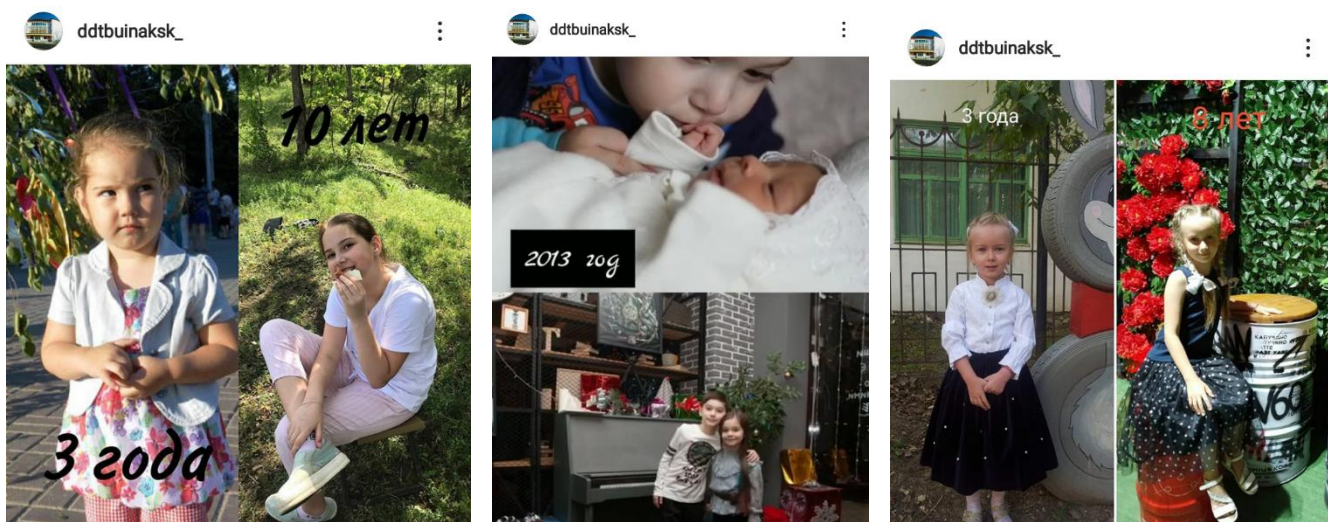 ddtbuinaksk_
10 лет
3 года
ddtbuinaksk_
2013 год
ddtbuinaksk_
3 года
8 лет